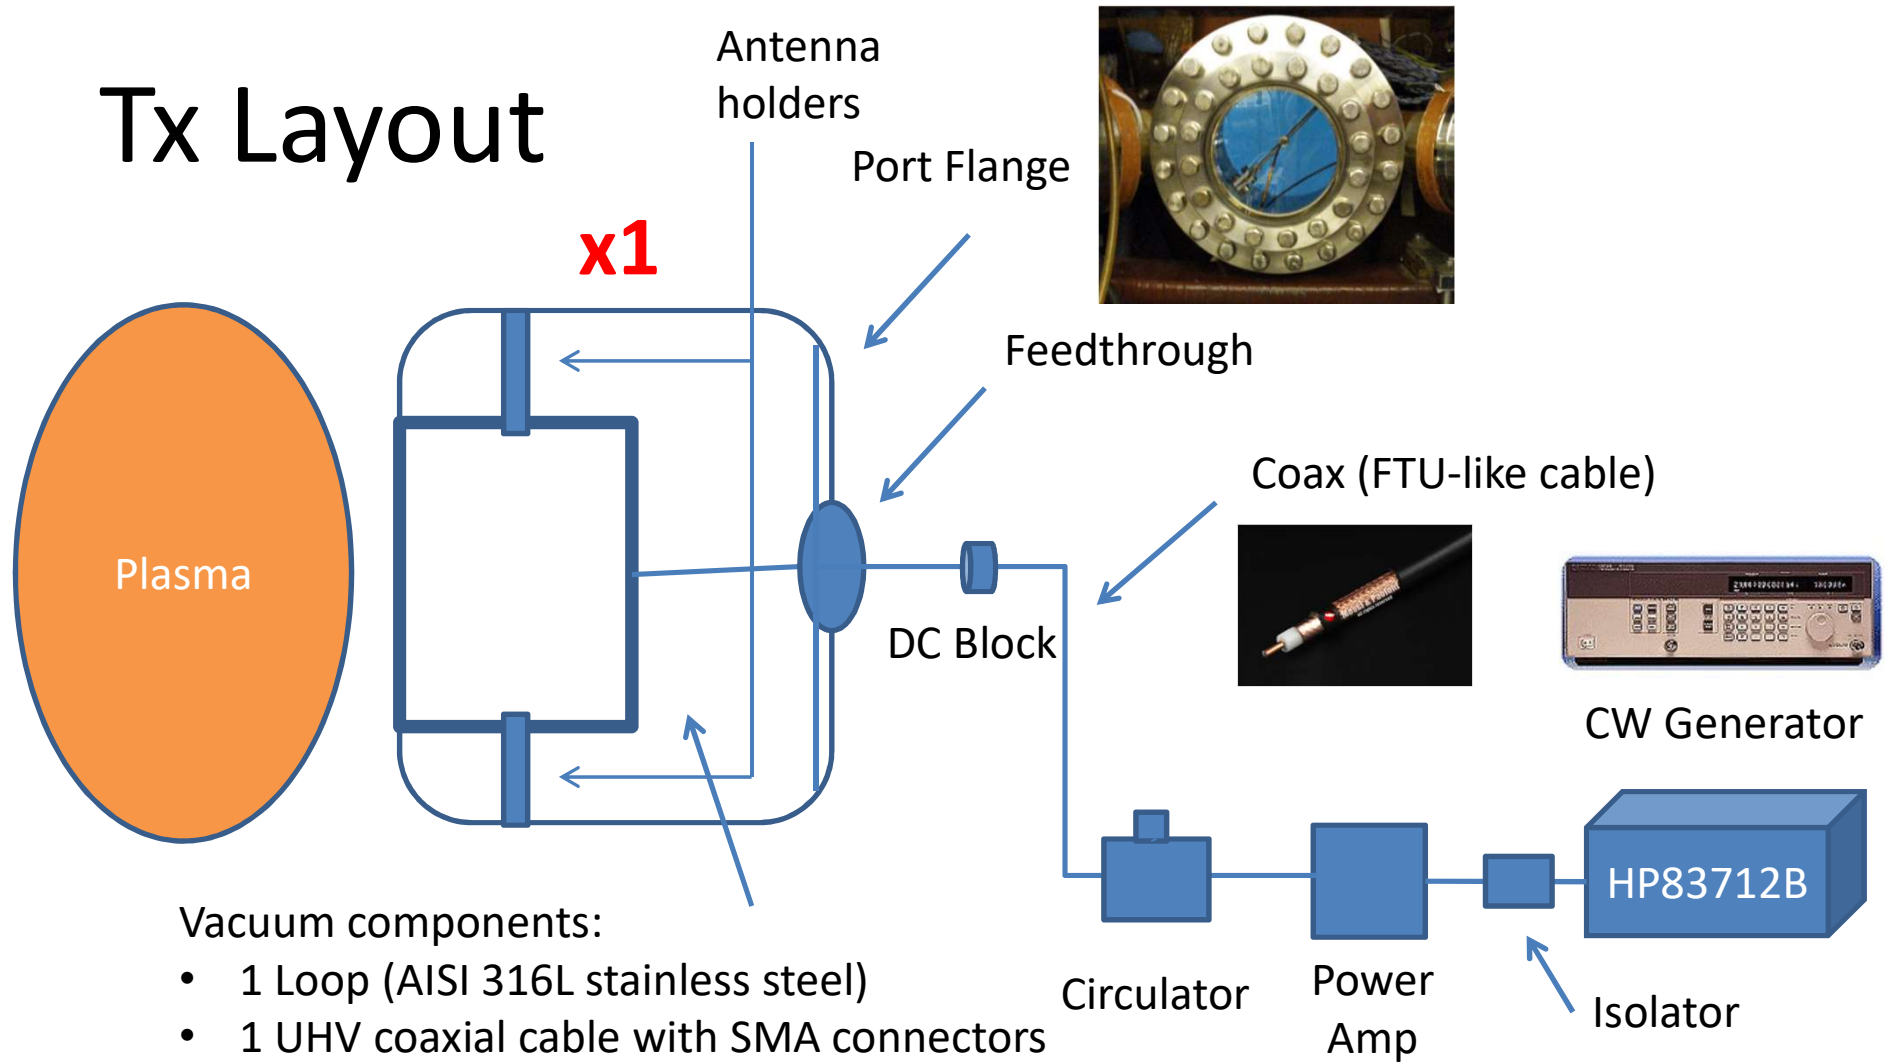 Tx Layout
Antenna
holders
Port Flange
x1
Feedthrough
Coax (FTU-like cable)
Plasma
DC Block
CW Generator
HP83712B
Vacuum components:
• 1 Loop (AISI 316L stainless steel)
• 1 UHV coaxial cable with SMA connectors
Circulator
Power
Amp
Isolator